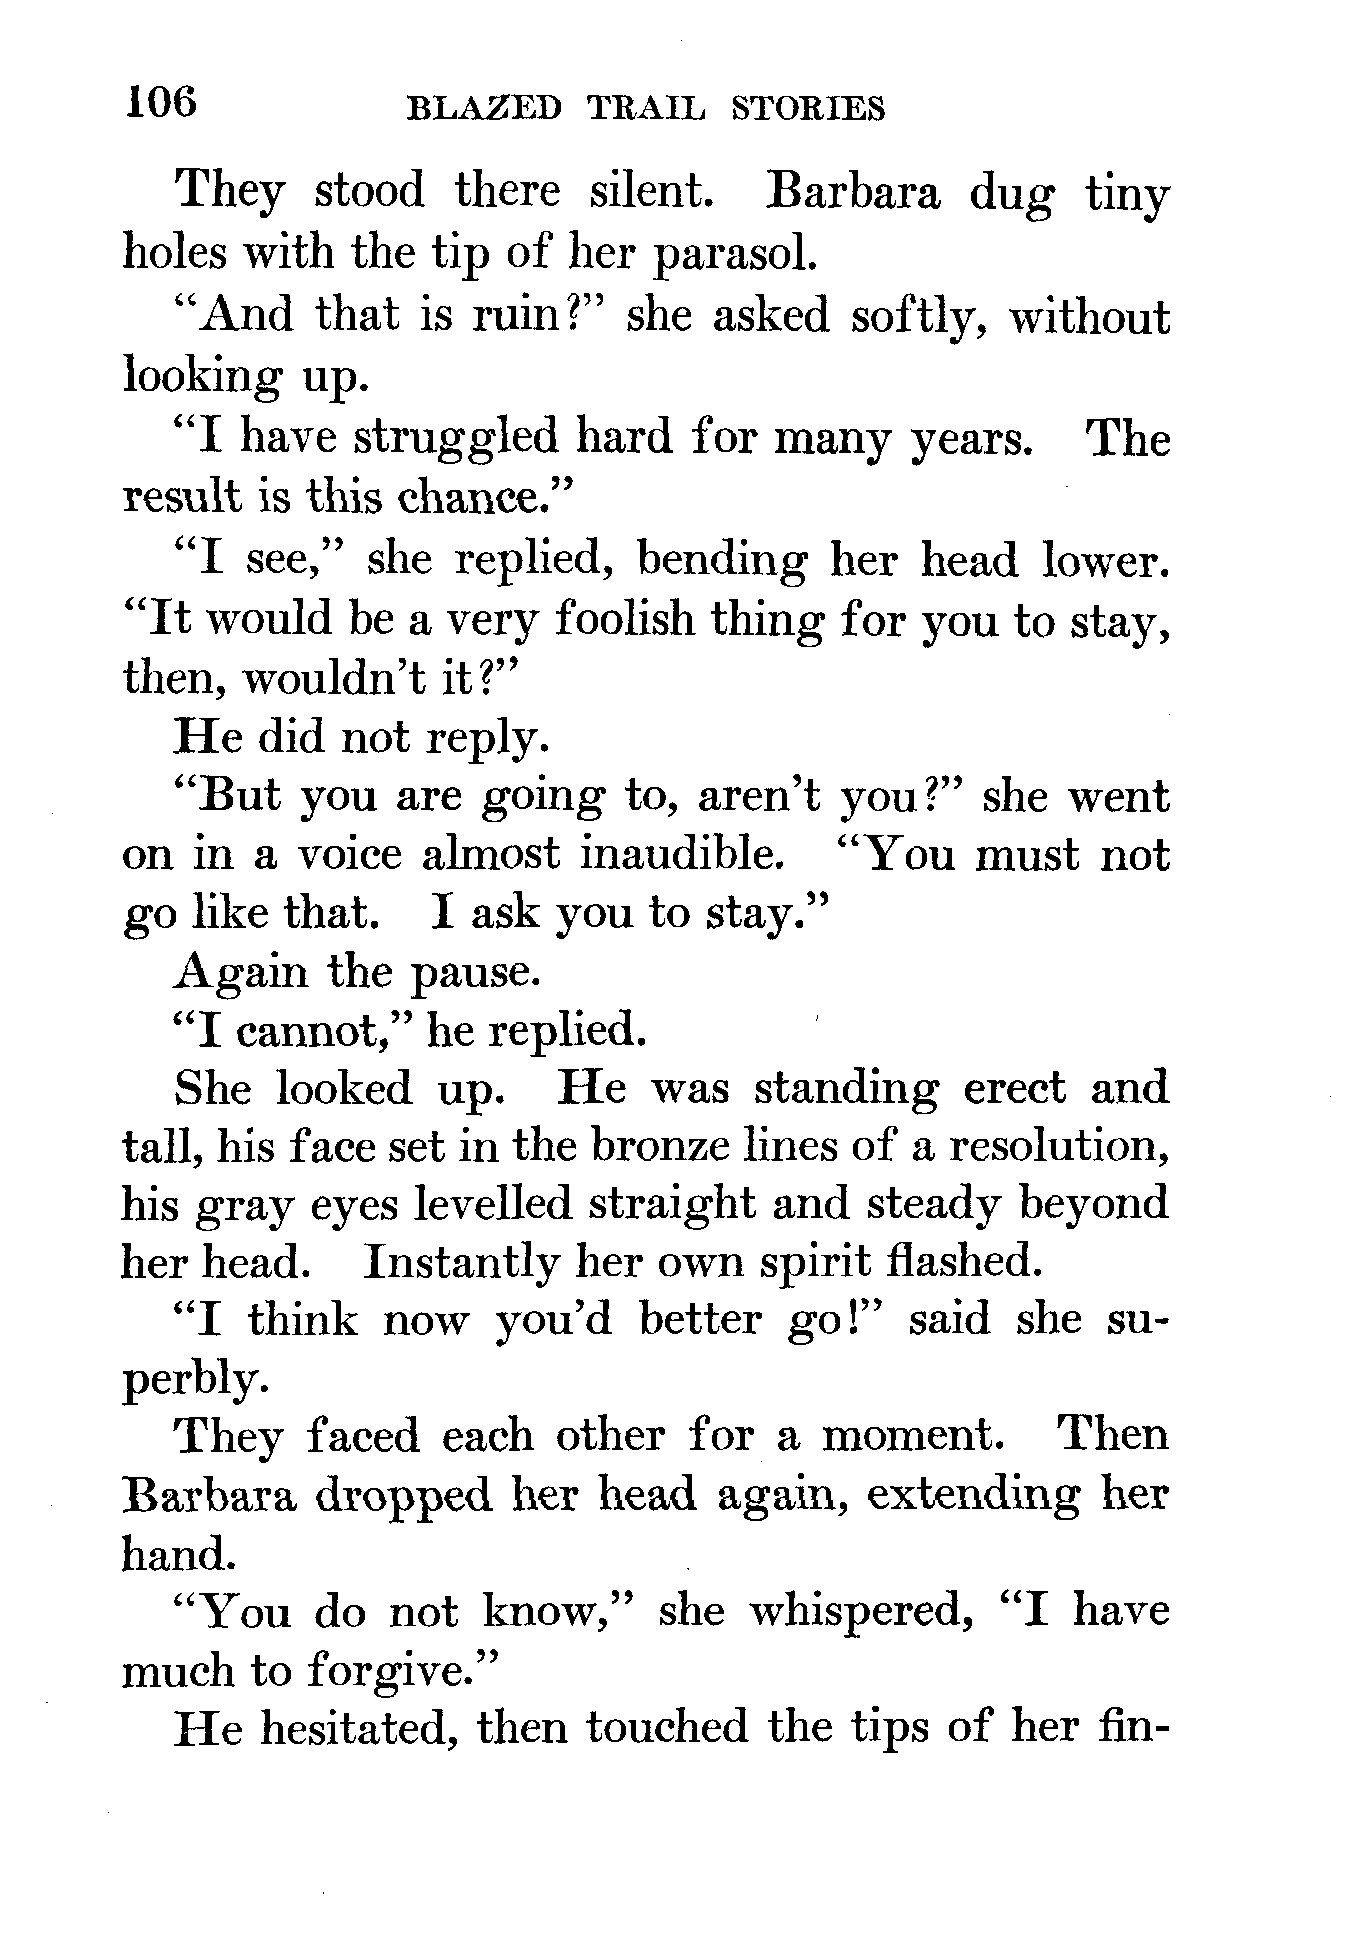 106 BLAZED TRAIL STORIES
They stood there silent. Barbara dug tiny
holes with the tip of her parasol.
“And that is ruin?” she asked softly, without
looking up.
“I have struggled hard for many years. The
result is this chance.”
“I see,” she replied, bending her head lower.
“It would be a very foolish thing for you to stay,
then, wouldn’t it?”
He did not reply.
“But you are going to, aren’t you?” she went
on in a voice almost inaudible. “You must not
go like that. I ask you to stay.”
Again the pause.
“I cannot,” he replied.
She looked up. He was standing erect and
tall, his face set in the bronze lines of a resolution,
his gray eyes levelled straight and steady beyond
her head. Instantly her own spirit flashed.
“I think now you’d better go!” said she su-
perbly.
They faced each other for a moment. Then
Barbara dropped her head again, extending her
hand.
“You do not know,” she whispered, “I have
much to forgive.”
He hesitated, then touched the tips of her fin-